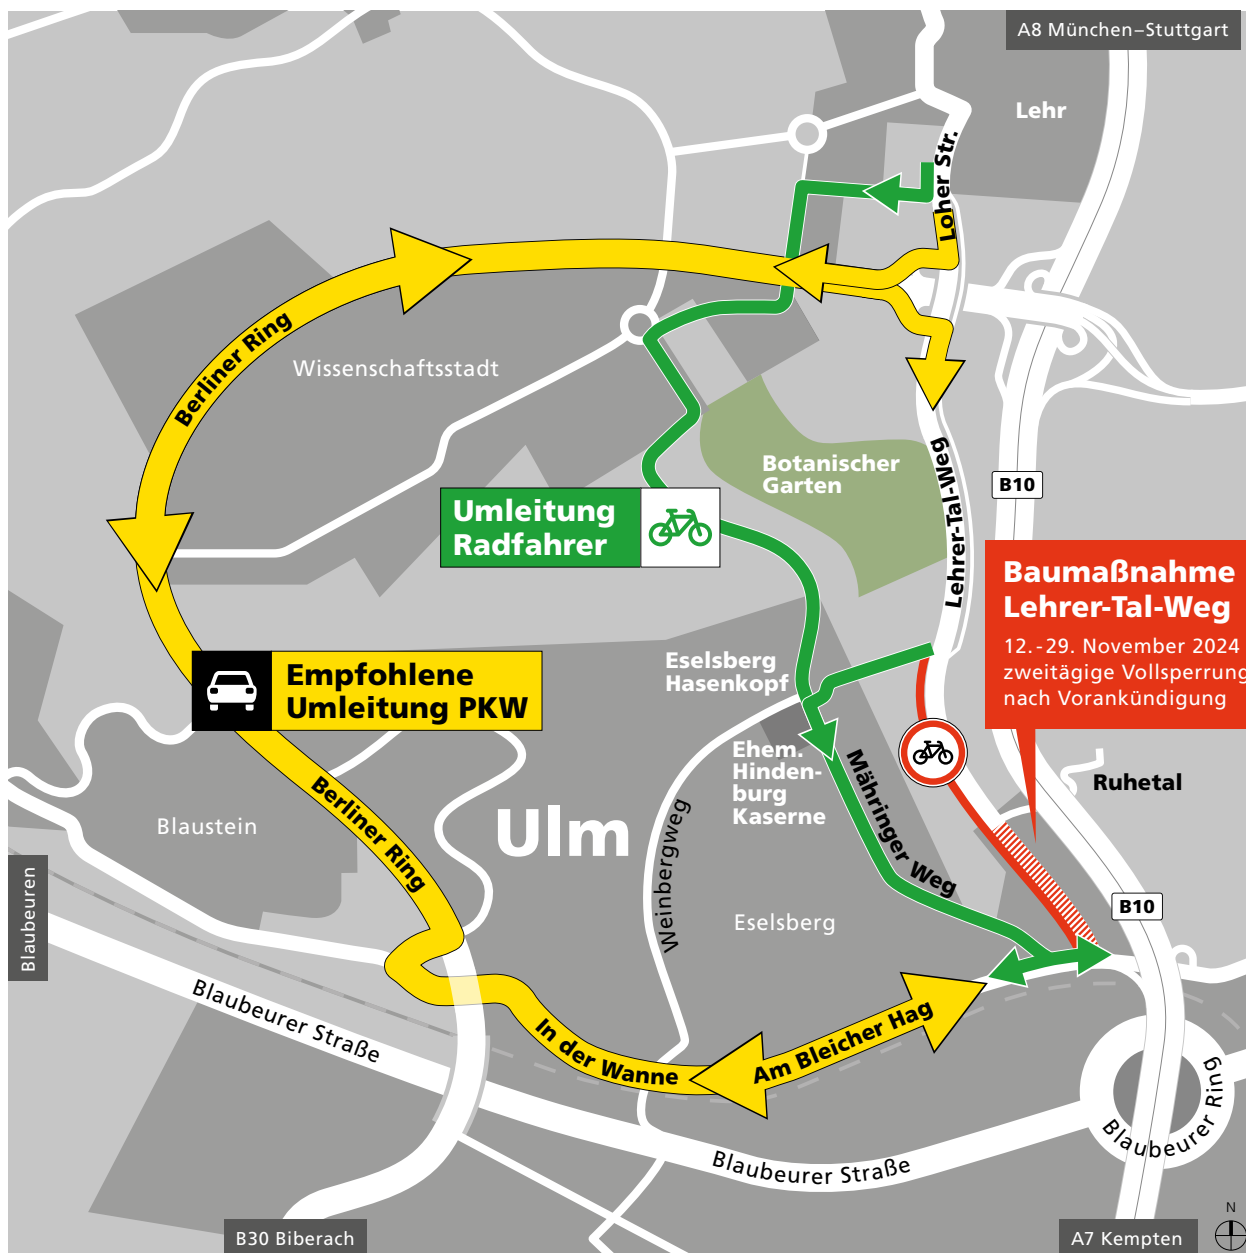 A8 München–Stuttgart
Lehr
Loher Str.
Berliner Ring
Wissenschaftsstadt
Botanischer
Garten
Lehrer-Tal-Weg
B10
Umleitung
Radfahrer
Baumaßnahme
Lehrer-Tal-Weg
12.-29. November 2024
zweitägige Vollsperrung
nach Vorankündigung
Empfohlene
Umleitung PKW
Eselsberg
Hasenkopf
Ehem.
Hinden-
burg
Kaserne
Mähringer Weg
Ruhetal
Berliner Ring
Blaustein
Ulm
Weinbergweg
Eselsberg
B10
Blaubeuren
Blaubeurer Straße
In der Wanne
Am Bleicher Hag
Blaubeurer Straße
Blaubeurer Ring
B30 Biberach
A7 Kempten
N